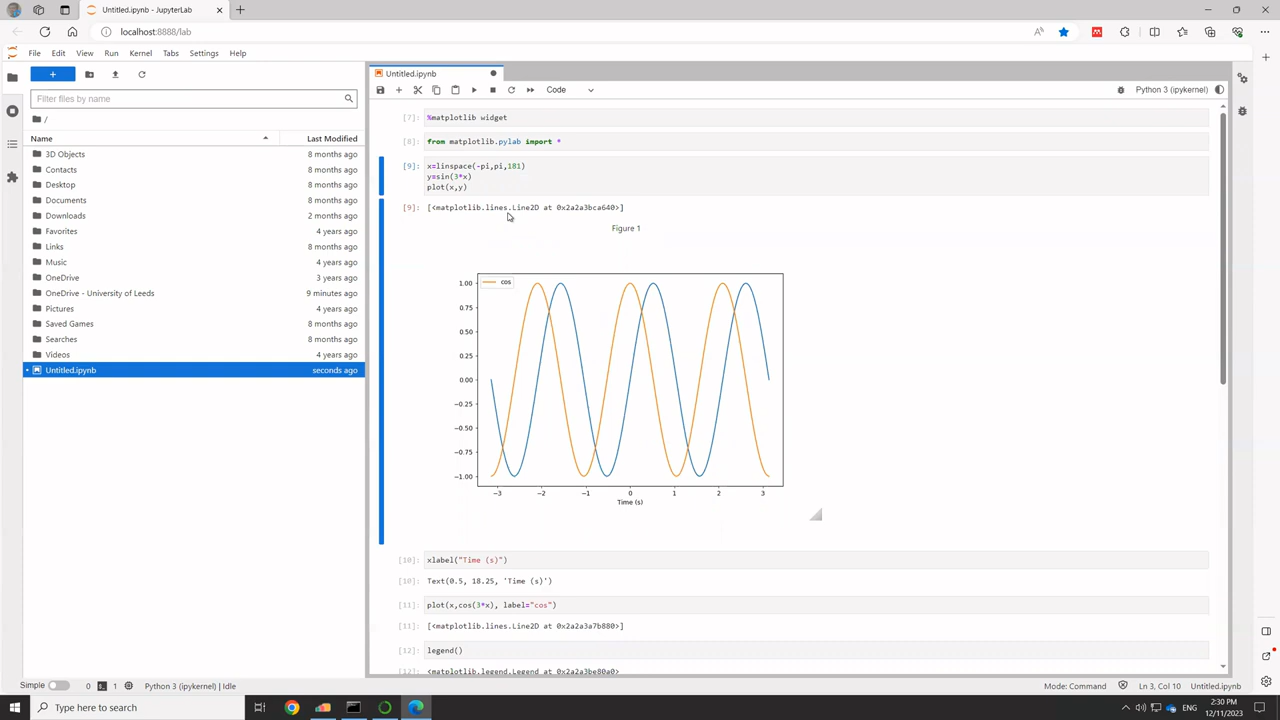 Untitled.ipynb - JupyterLab
localhost:8888/lab
File Edit View Run Kernel Tabs Settings Help
Filter files by name
/
Name Last Modified
3D Objects 8 months ago
Contacts 8 months ago
Desktop 8 months ago
Documents 8 months ago
Downloads 2 months ago
Favorites 4 years ago
Links 8 months ago
Music 4 years ago
OneDrive 3 years ago
OneDrive - University of Leeds 9 minutes ago
Pictures 4 years ago
Saved Games 8 months ago
Searches 8 months ago
Videos 4 years ago
Untitled.ipynb seconds ago
Untitled.ipynb
Code
Python 3 (ipykernel)
[7]: %matplotlib widget
[8]: from matplotlib.pylab import *
[9]: x=linspace(-pi,pi,181)
y=sin(3*x)
plot(x,y)
[9]: [<matplotlib.lines.Line2D at 0x2a2a3bca640>]
Figure 1
cos
1.00
0.75
0.50
0.25
0.00
−0.25
−0.50
−0.75
−1.00
−3 −2 −1 0 1 2 3
Time (s)
[10]: xlabel("Time (s)")
[10]: Text(0.5, 18.25, 'Time (s)')
[11]: plot(x,cos(3*x), label="cos")
[11]: [<matplotlib.lines.Line2D at 0x2a2a3a7b880>]
[12]: legend()
[12]: <matplotlib.legend.Legend at 0x2a2a3be80a0>
Simple 0 1 Python 3 (ipykernel) | Idle
Mode: Command Ln 3, Col 10 Untitled.ipynb
Type here to search
ENG
2:30 PM
12/11/2023